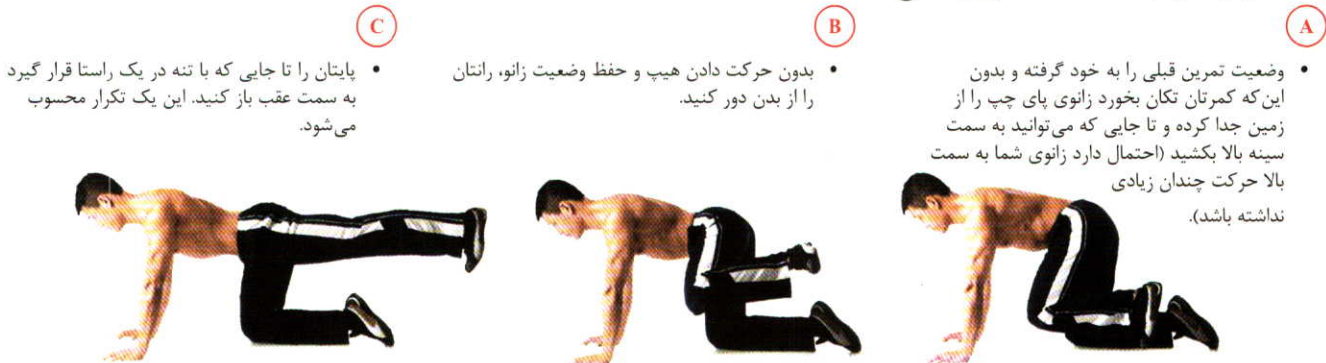 A
• وضعیت تمرین قبلی را به خود گرفته و بدون
این‌که کمرتان تکان بخورد زانوی پای چپ را از
زمین جدا کرده و تا جایی که می‌توانید به سمت
سینه بالا بکشید (احتمال دارد زانوی شما به سمت
بالا حرکت چندان زیادی
نداشته باشد).
B
• بدون حرکت دادن هیپ و حفظ وضعیت زانو، رانتان
را از بدن دور کنید.
C
• پایتان را تا جایی که با تنه در یک راستا قرار گیرد
به سمت عقب باز کنید. این یک تکرار محسوب
می‌شود.